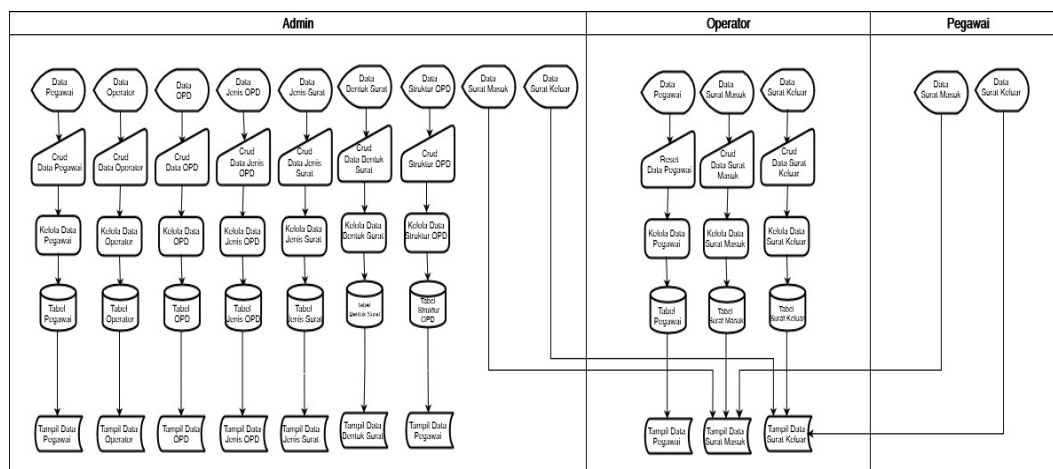 Admin
Operator
Pegawai
Data
Pegawai
Data
Operator
Data
OPD
Data
Jenis OPD
Data
Jenis Surat
Data
Bentuk Surat
Data
Struktur OPD
Data
Surat Masuk
Data
Surat Keluar
Data
Pegawai
Data
Surat Masuk
Data
Surat Keluar
Data
Surat Masuk
Data
Surat Keluar
Crud
Data Pegawai
Crud
Data Operator
Crud
Data OPD
Crud
Data Jenis
OPD
Crud
Data Jenis
Surat
Crud
Data Bentuk
Surat
Crud
Struktur OPD
Reset
Data Pegawai
Crud
Data Surat
Masuk
Crud
Data Surat
Keluar
Kelola Data
Pegawai
Kelola Data
Operator
Kelola Data
OPD
Kelola Data
Jenis OPD
Kelola Data
Jenis Surat
Kelola Data
Bentuk Surat
Kelola Data
Struktur OPD
Kelola Data
Pegawai
Kelola Data
Surat Masuk
Kelola Data
Surat Keluar
Tabel
Pegawai
Tabel
Operator
Tabel
OPD
Tabel
Jenis OPD
Tabel
Jenis Surat
Tabel
Bentuk Surat
Tabel
Struktur
OPD
Tabel
Pegawai
Tabel
Surat Masuk
Tabel
Surat Keluar
Tampil Data
Pegawai
Tampil Data
Operator
Tampil Data
OPD
Tampil Data
Jenis OPD
Tampil Data
Jenis Surat
Tampil Data
Bentuk Surat
Tampil Data
Pegawai
Tampil Data
Pegawai
Tampil Data
Surat Masuk
Tampil Data
Surat Keluar